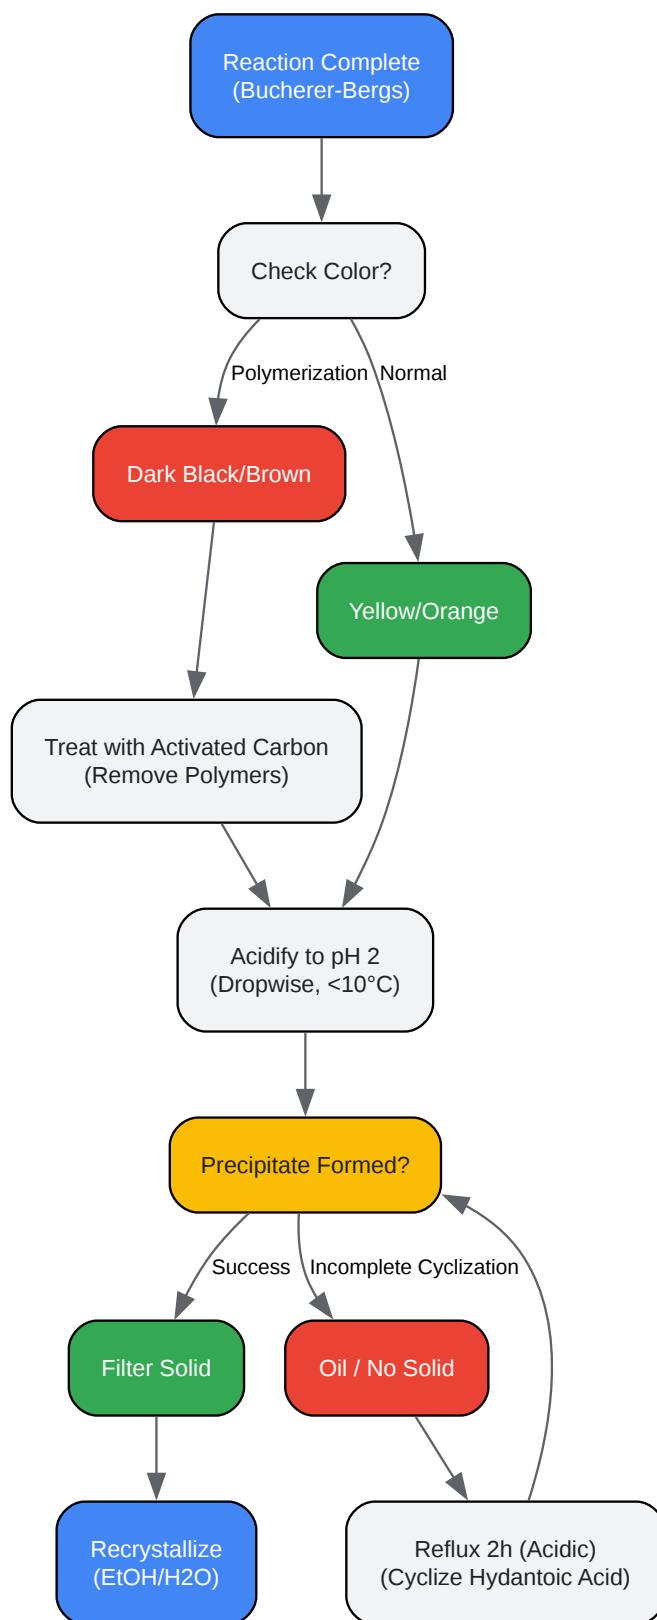 Reaction Complete
(Bucherer-Bergs)
Check Color?
Polymerization
Normal
Dark Black/Brown
Yellow/Orange
Treat with Activated Carbon
(Remove Polymers)
Acidify to pH 2
(Dropwise, <10°C)
Precipitate Formed?
Success
Incomplete Cyclization
Filter Solid
Oil / No Solid
Recrystallize
(EtOH/H2O)
Reflux 2h (Acidic)
(Cyclize Hydantoic Acid)